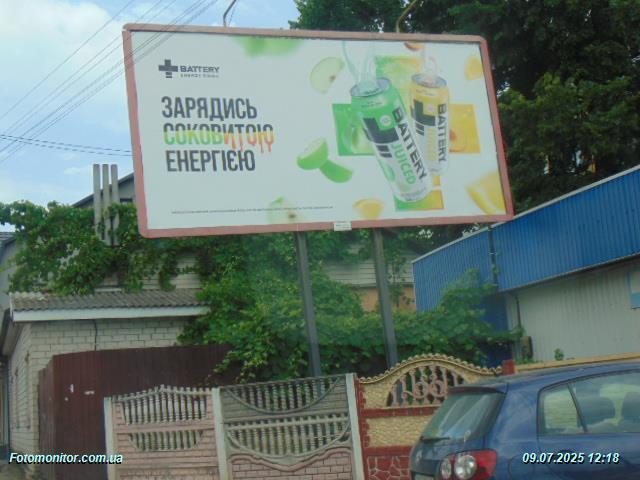 BATTERY
ENERGY DRINK
ЗАРЯДИСЬ
СОКОВИТОЮ
ЕНЕРГІЄЮ
BATTERY
JUICED
BATTERY
Fotomonitor.com.ua
09.07.2025 12:18